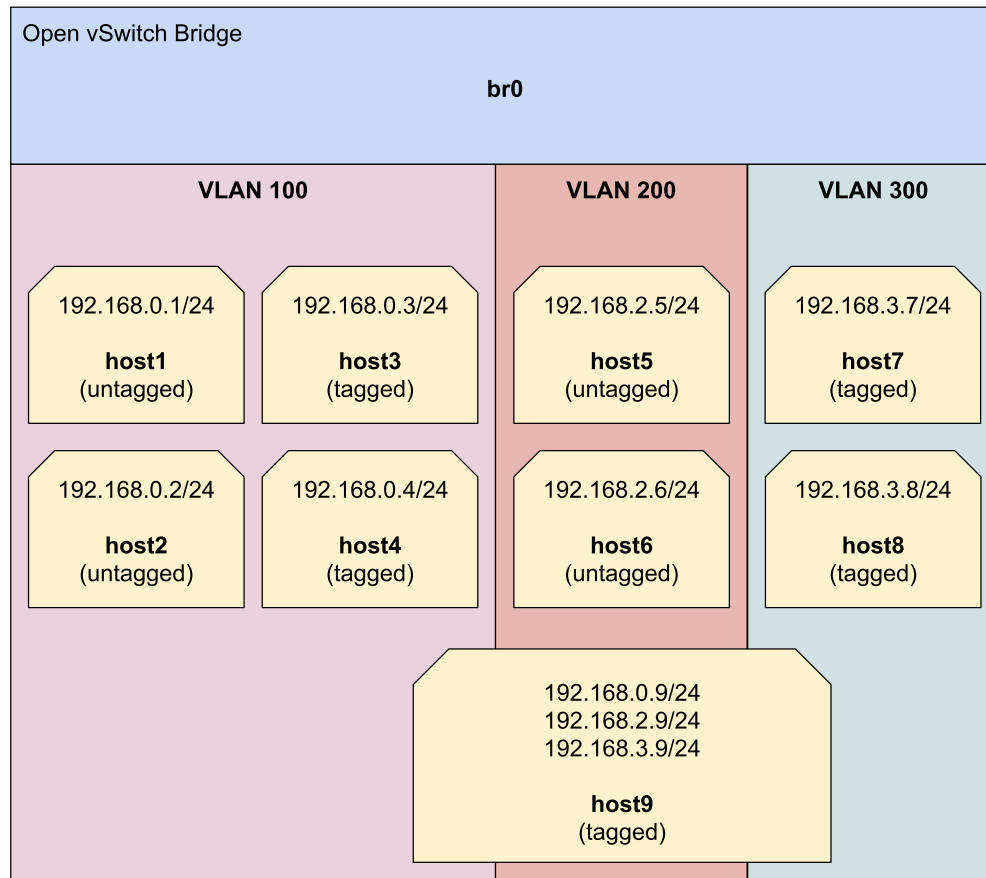 Open vSwitch Bridge
br0
VLAN 100
VLAN 200
VLAN 300
192.168.0.1/24
host1
(untagged)
192.168.0.3/24
host3
(tagged)
192.168.2.5/24
host5
(untagged)
192.168.3.7/24
host7
(tagged)
192.168.0.2/24
host2
(untagged)
192.168.0.4/24
host4
(tagged)
192.168.2.6/24
host6
(untagged)
192.168.3.8/24
host8
(tagged)
192.168.0.9/24
192.168.2.9/24
192.168.3.9/24
host9
(tagged)